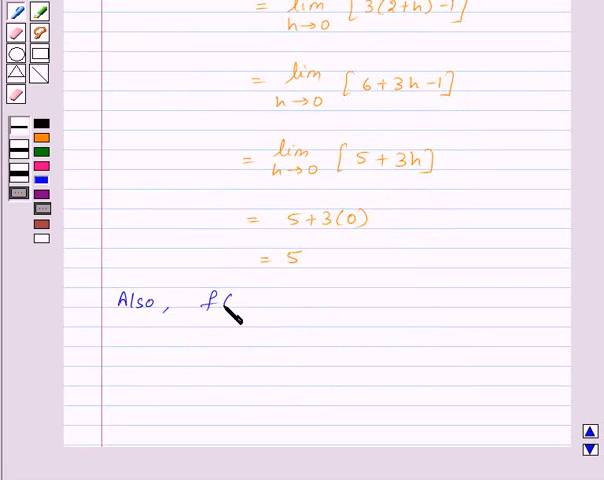 = lim h→0 [3(2+h)-1]
= lim h→0 [6+3h-1]
= lim h→0 [5+3h]
= 5+3(0)
= 5
Also, f(